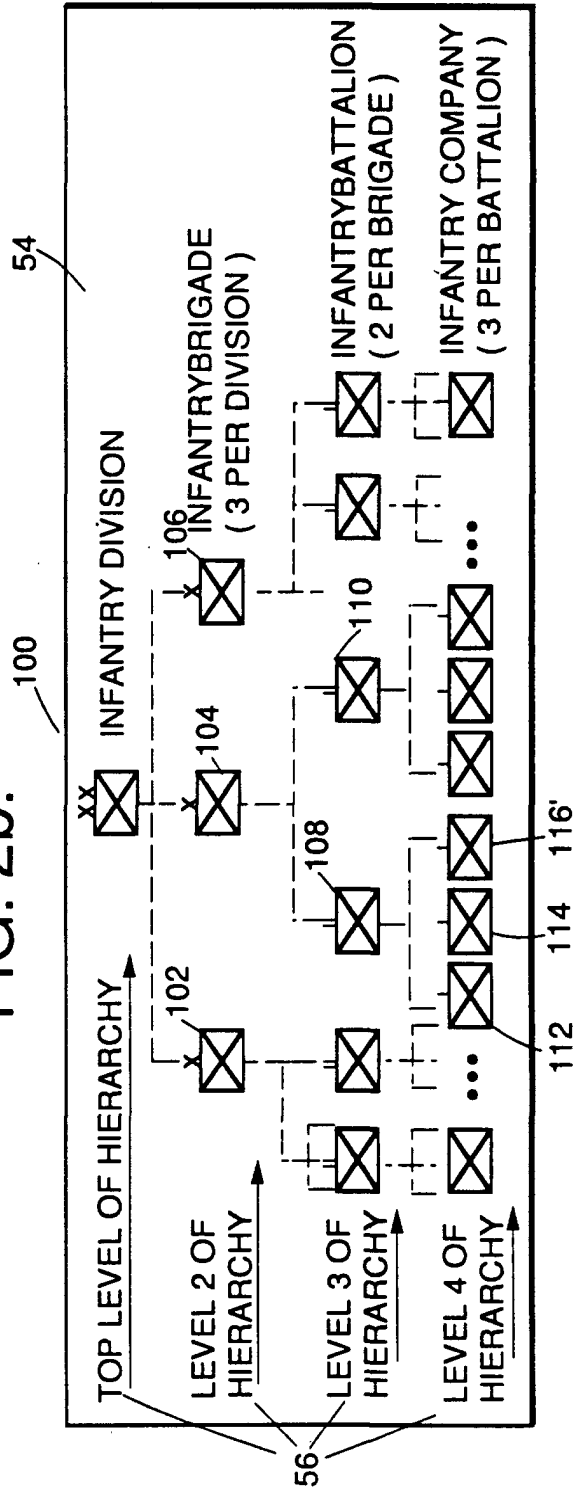 FIG. 2b.
100
54
TOP LEVEL OF HIERARCHY
XX
INFANTRY DIVISION
LEVEL 2 OF
HIERARCHY
102
X
104
X
106
X
INFANTRYBRIGADE
( 3 PER DIVISION )
56
LEVEL 3 OF
HIERARCHY
108
110
INFANTRYBATTALION
( 2 PER BRIGADE )
LEVEL 4 OF
HIERARCHY
INFANTRY COMPANY
( 3 PER BATTALION )
112
114
116'